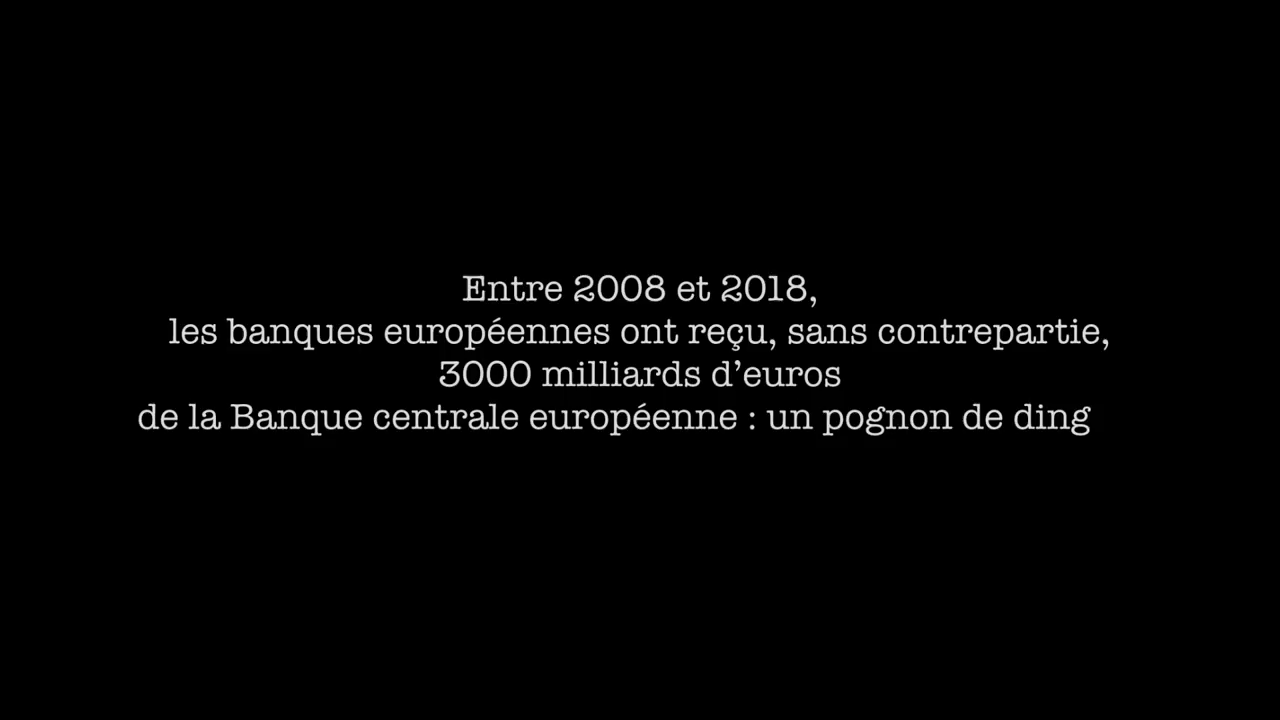 Entre 2008 et 2018,
les banques européennes ont reçu, sans contrepartie,
3000 milliards d’euros
de la Banque centrale européenne : un pognon de ding